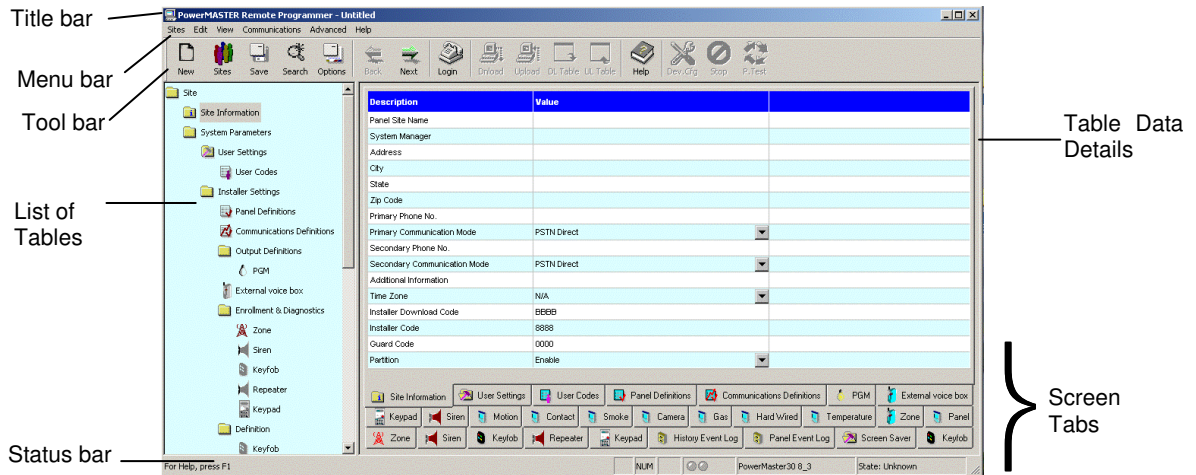 Title bar
PowerMASTER Remote Programmer - Untitled
Menu bar
Sites Edit View Communications Advanced Help
Tool bar
New Sites Save Search Options Back Next Login Dnload Upload DL Table UL Table Help Dev.Cfg Stop P.Test
List of
Tables
Site
Site Information
System Parameters
User Settings
User Codes
Installer Settings
Panel Definitions
Communications Definitions
Output Definitions
PGM
External voice box
Enrollment & Diagnostics
Zone
Siren
Keyfob
Repeater
Keypad
Definition
Keyfob
Description Value
Panel Site Name
System Manager
Address
City
State
Zip Code
Primary Phone No.
Primary Communication Mode PSTN Direct
Secondary Phone No.
Secondary Communication Mode PSTN Direct
Additional Information
Time Zone N/A
Installer Download Code BBBB
Installer Code 8888
Guard Code 0000
Partition Enable
Table Data
Details
Site Information User Settings User Codes Panel Definitions Communications Definitions PGM External voice box
Keypad Siren Motion Contact Smoke Camera Gas Hard Wired Temperature Zone Panel
Zone Siren Keyfob Repeater Keypad History Event Log Panel Event Log Screen Saver Keyfob
Screen
Tabs
Status bar
For Help, press F1 NUM PowerMaster30 8_3 State: Unknown